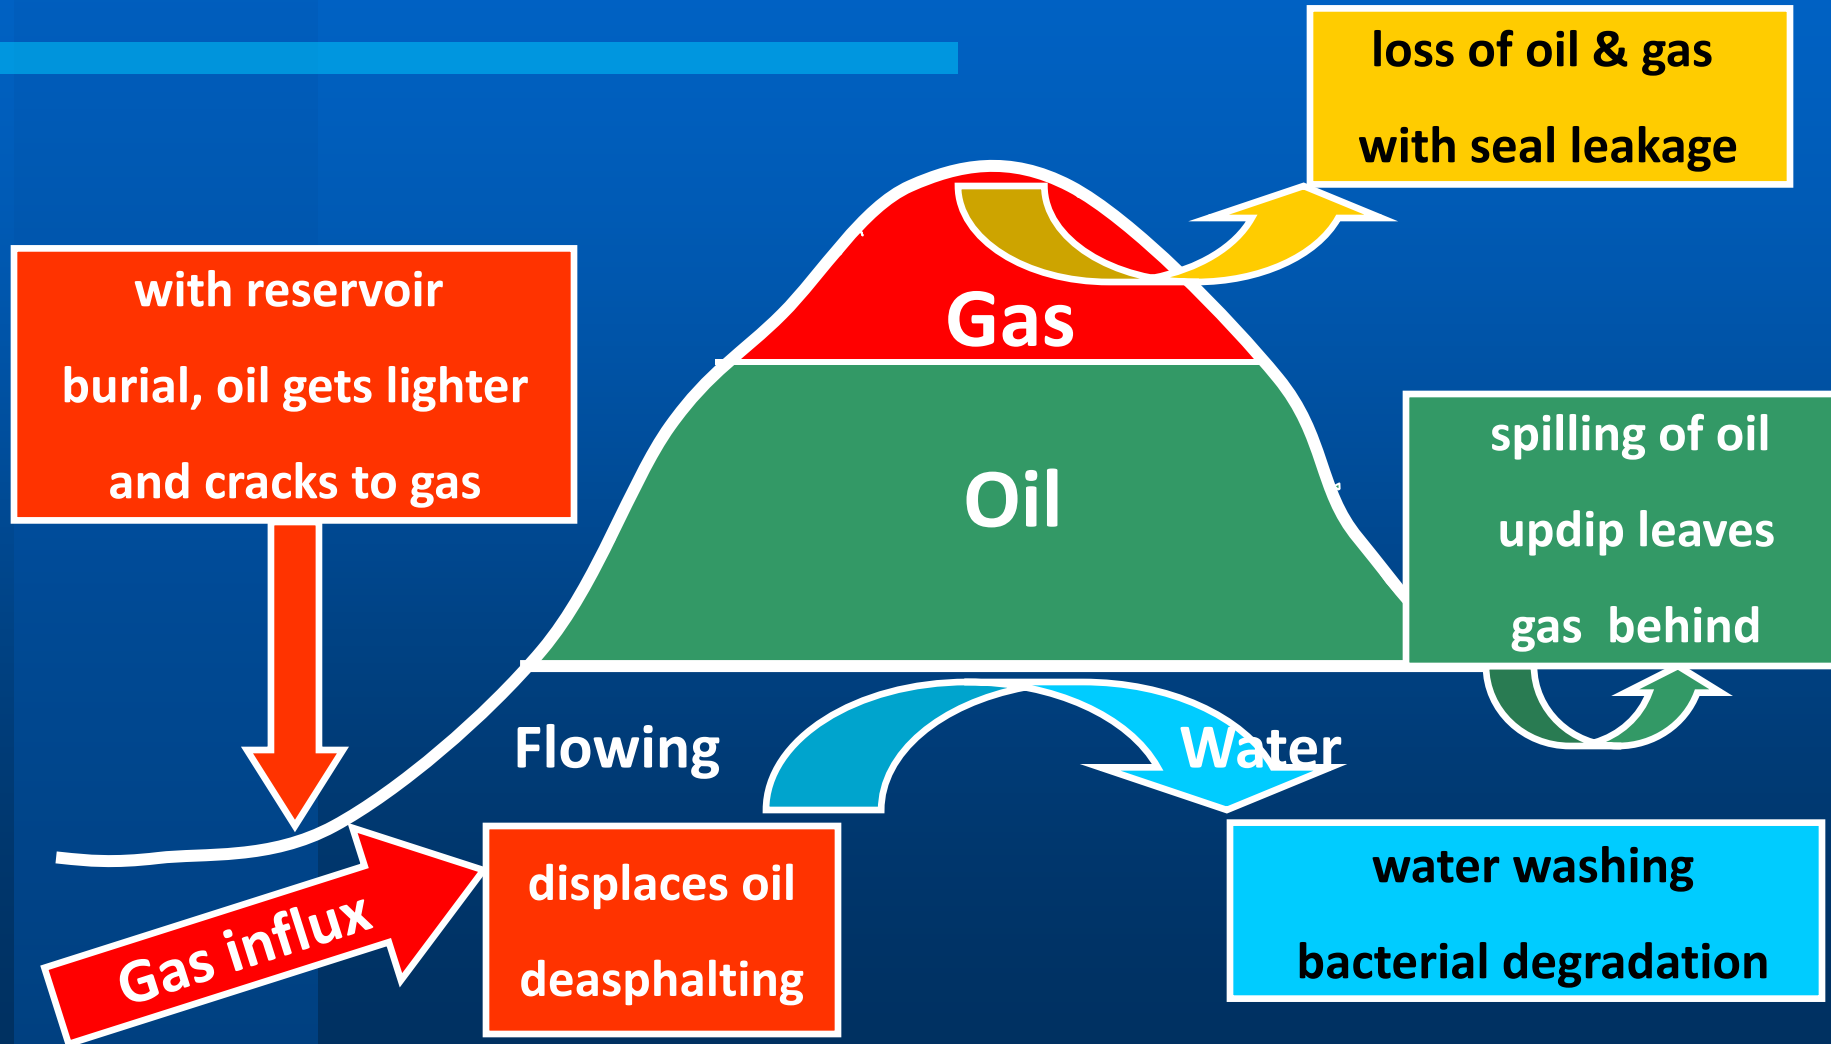 loss of oil & gas
with seal leakage
with reservoir
burial, oil gets lighter
and cracks to gas
Gas
Oil
spilling of oil
updip leaves
gas behind
Flowing
Water
Gas influx
displaces oil
deasphalting
water washing
bacterial degradation